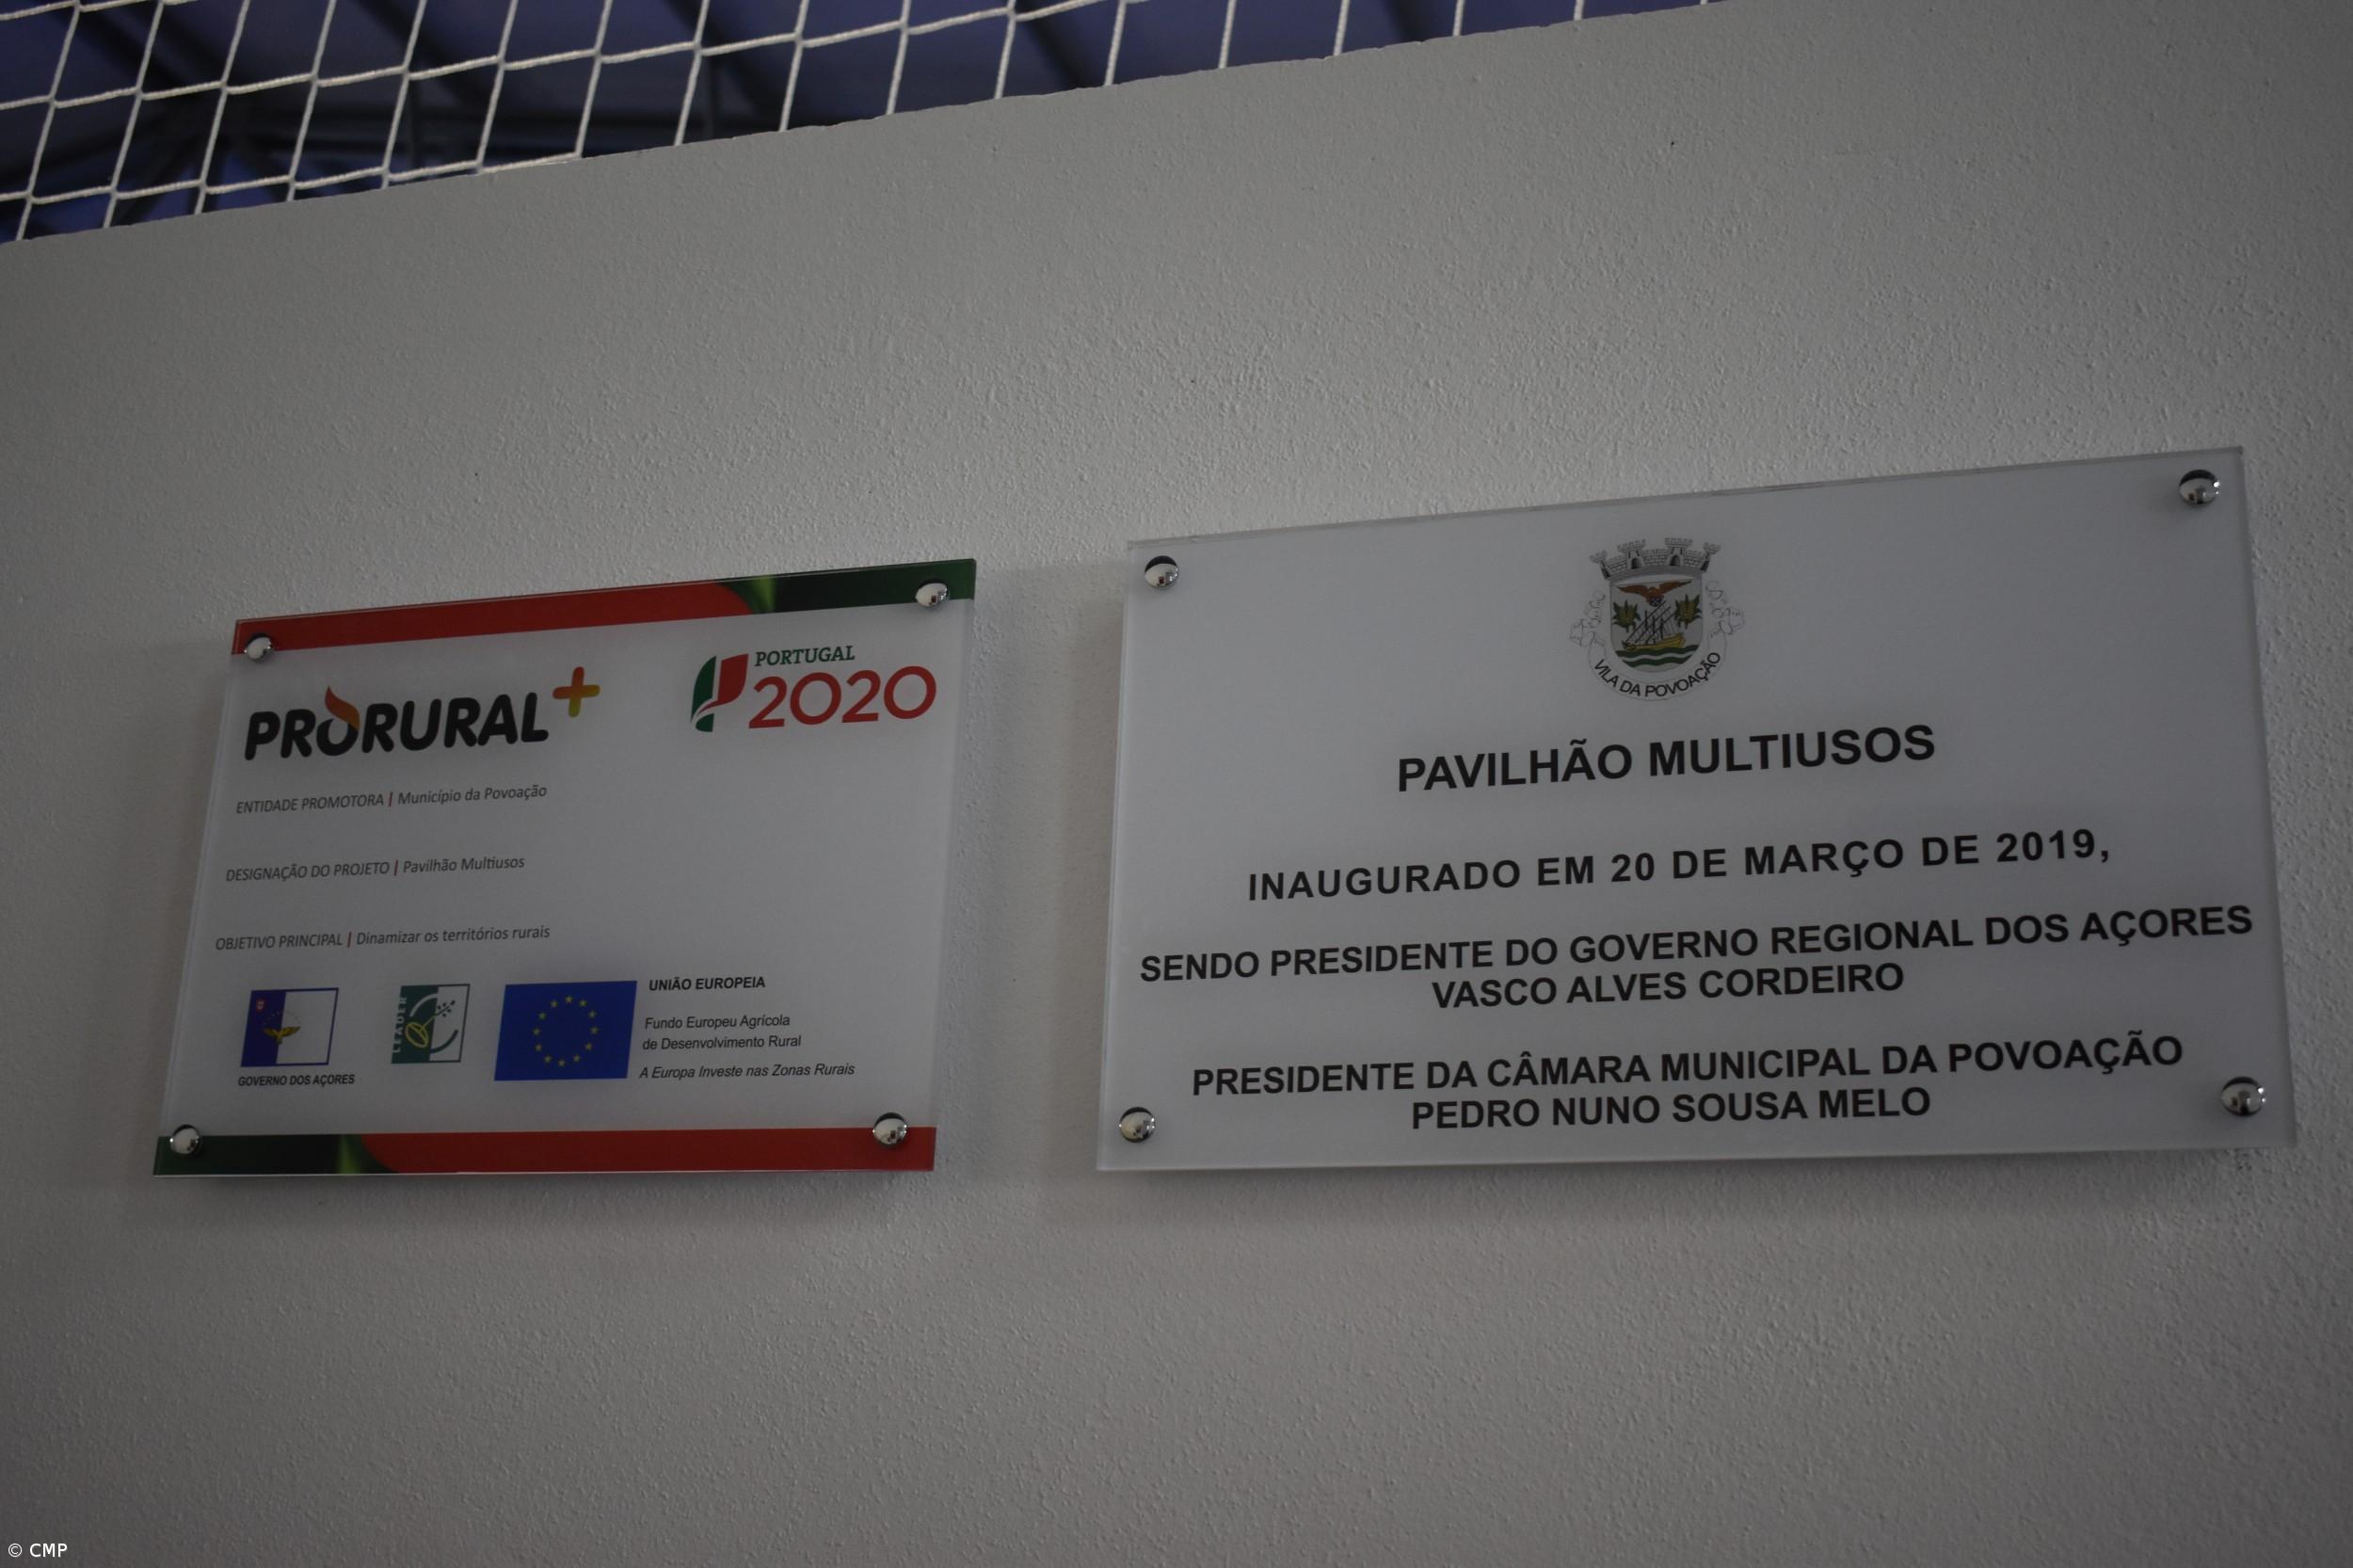 PRORURAL+
PORTUGAL
2020
ENTIDADE PROMOTORA | Município da Povoação
DESIGNAÇÃO DO PROJETO | Pavilhão Multiusos
OBJETIVO PRINCIPAL | Dinamizar os territórios rurais
GOVERNO DOS AÇORES
LEADER
UNIÃO EUROPEIA
Fundo Europeu Agrícola
de Desenvolvimento Rural
A Europa Investe nas Zonas Rurais
VILA DA POVOAÇÃO
PAVILHÃO MULTIUSOS
INAUGURADO EM 20 DE MARÇO DE 2019,
SENDO PRESIDENTE DO GOVERNO REGIONAL DOS AÇORES
VASCO ALVES CORDEIRO
PRESIDENTE DA CÂMARA MUNICIPAL DA POVOAÇÃO
PEDRO NUNO SOUSA MELO
© CMP